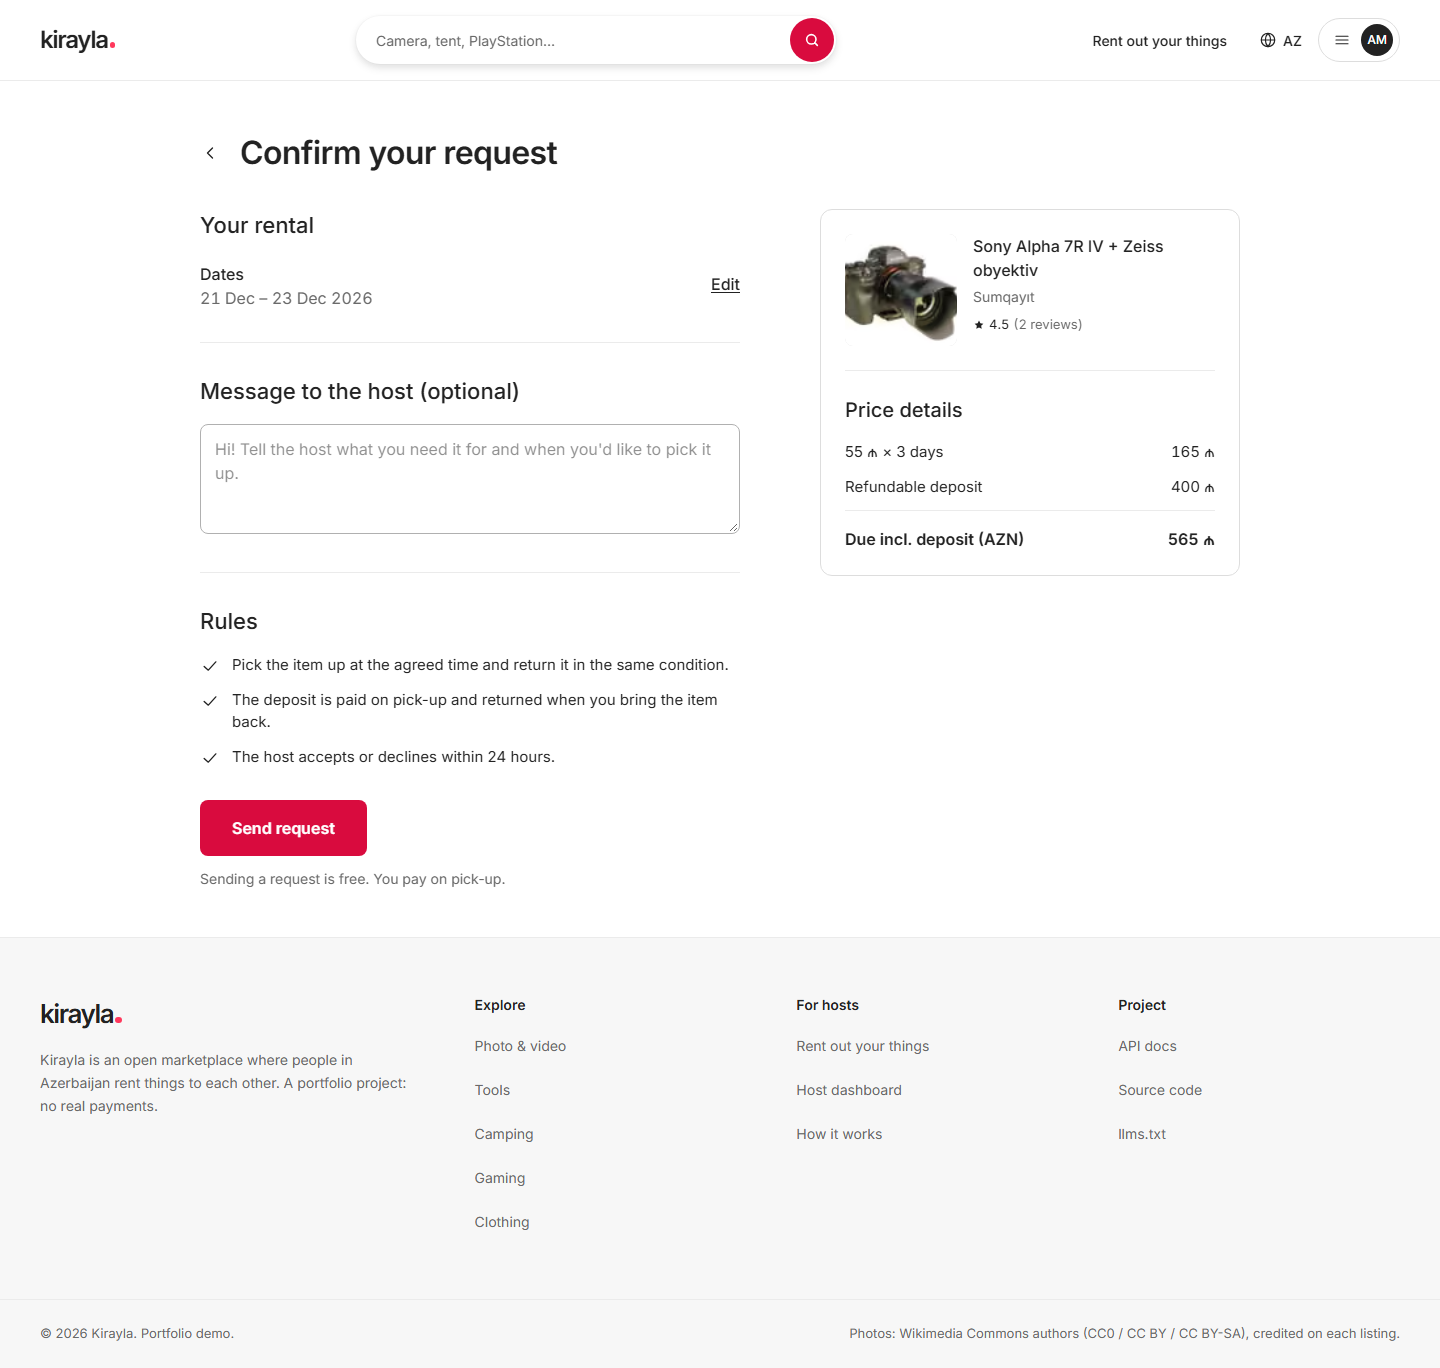 kirayla.
Camera, tent, PlayStation...
Rent out your things
AZ
AM
Confirm your request
Your rental
Dates
21 Dec – 23 Dec 2026
Edit
Message to the host (optional)
Hi! Tell the host what you need it for and when you'd like to pick it
up.
Rules
Pick the item up at the agreed time and return it in the same condition.
The deposit is paid on pick-up and returned when you bring the item
back.
The host accepts or declines within 24 hours.
Send request
Sending a request is free. You pay on pick-up.
Sony Alpha 7R IV + Zeiss
obyektiv
Sumqayıt
★ 4.5 (2 reviews)
Price details
55 ₼ × 3 days 165 ₼
Refundable deposit 400 ₼
Due incl. deposit (AZN) 565 ₼
kirayla.
Kirayla is an open marketplace where people in
Azerbaijan rent things to each other. A portfolio project:
no real payments.
Explore
Photo & video
Tools
Camping
Gaming
Clothing
For hosts
Rent out your things
Host dashboard
How it works
Project
API docs
Source code
llms.txt
© 2026 Kirayla. Portfolio demo.
Photos: Wikimedia Commons authors (CC0 / CC BY / CC BY-SA), credited on each listing.